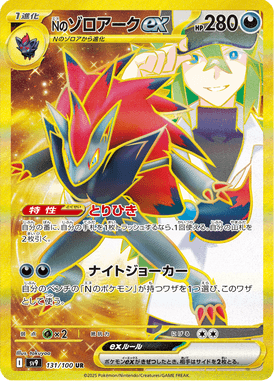 1進化
Nのゾロアークex
HP280
Nのゾロアから進化
特性 とりひき
自分の番に、自分の手札を1枚トラッシュするなら、1回使える。自分の山札を
2枚引く。
ナイトジョーカー
自分のベンチの「Nのポケモン」が持つワザを1つ選び、このワザとして使う。
弱点 ×2 抵抗力 にげる
exルール
ポケモンexがきぜつしたとき、相手はサイドを2枚とる。
sv9 131/100 UR
©2025 Pokémon/Nintendo/Creatures/GAME FREAK.